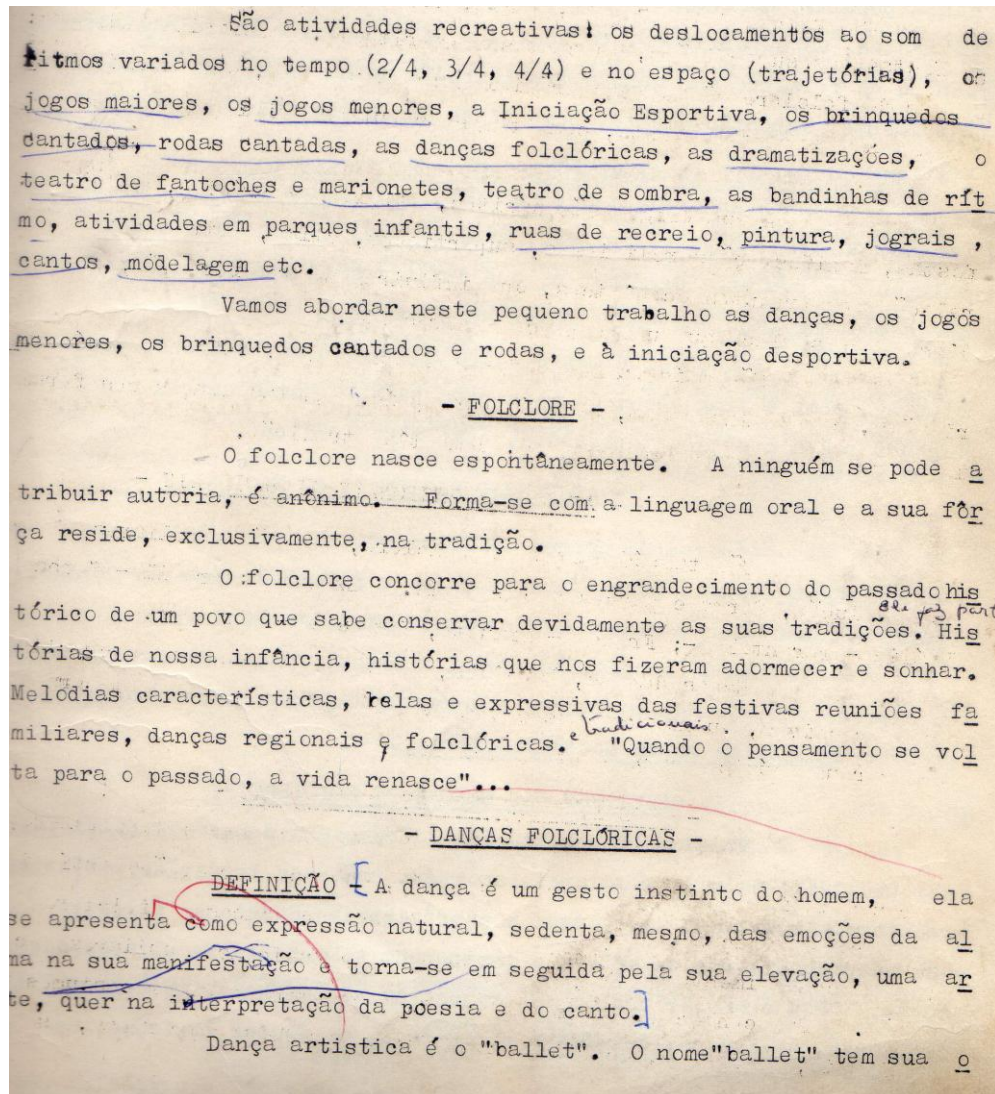 São atividades recreativas: os deslocamentos ao som de
ritmos variados no tempo (2/4, 3/4, 4/4) e no espaço (trajetórias), os
jogos maiores, os jogos menores, a Iniciação Esportiva, os brinquedos
cantados, rodas cantadas, as danças folclóricas, as dramatizações, o
teatro de fantoches e marionetes, teatro de sombra, as bandinhas de rít
mo, atividades em parques infantis, ruas de recreio, pintura, jograis ,
cantos, modelagem etc.
Vamos abordar neste pequeno trabalho as danças, os jogos
menores, os brinquedos cantados e rodas, e à iniciação desportiva.
- FOLCLORE -
O folclore nasce espontâneamente. A ninguém se pode a
tribuir autoria, é anônimo. Forma-se com a linguagem oral e a sua fôr
ça reside, exclusivamente, na tradição.
O folclore concorre para o engrandecimento do passado his
ele faz part
tórico de um povo que sabe conservar devidamente as suas tradições. His
tórias de nossa infância, histórias que nos fizeram adormecer e sonhar.
Melodias características, belas e expressivas das festivas reuniões fa
e tradicionais.
miliares, danças regionais e folclóricas. "Quando o pensamento se vol
ta para o passado, a vida renasce"...
- DANÇAS FOLCLÓRICAS -
DEFINIÇÃO - [A dança é um gesto instinto do homem, ela
se apresenta como expressão natural, sedenta, mesmo, das emoções da al
ma na sua manifestação e torna-se em seguida pela sua elevação, uma ar
te, quer na interpretação da poesia e do canto.]
Dança artistica é o "ballet". O nome"ballet" tem sua o